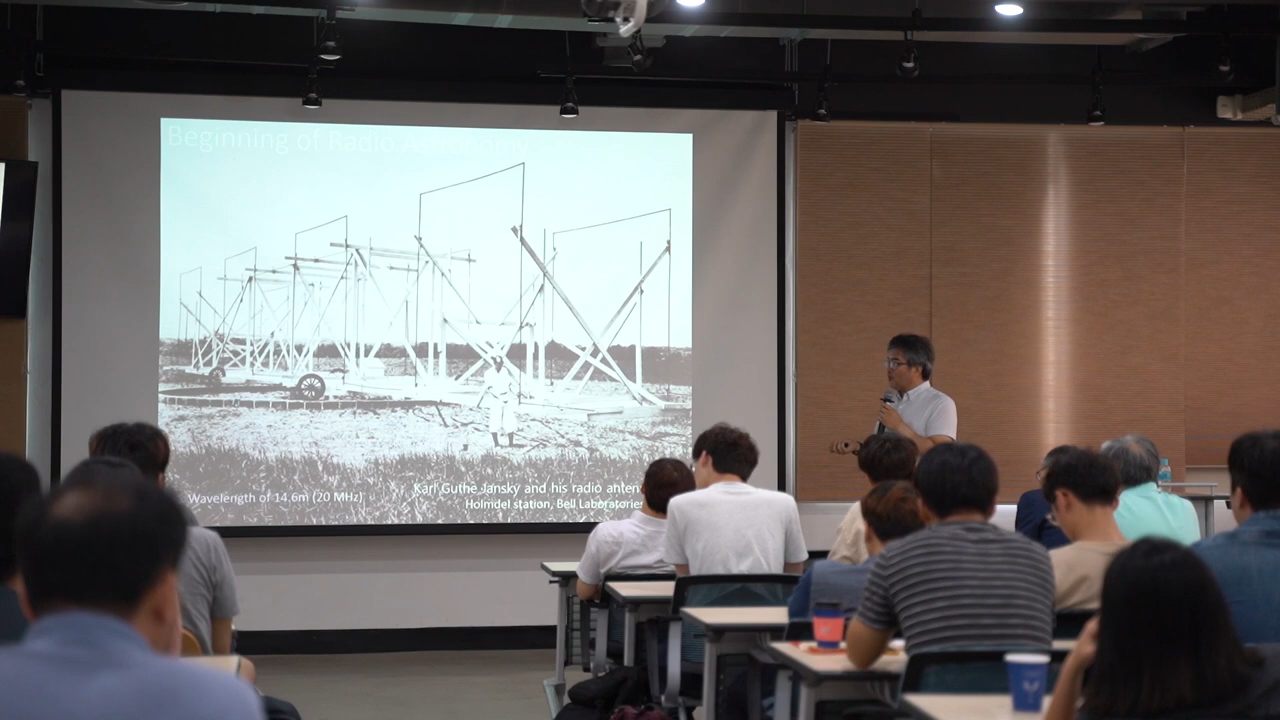 Beginning of Radio Astronomy
Wavelength of 14.6m (20 MHz)
Karl Guthe Jansky and his radio anten
Holmdel station, Bell Laboratories